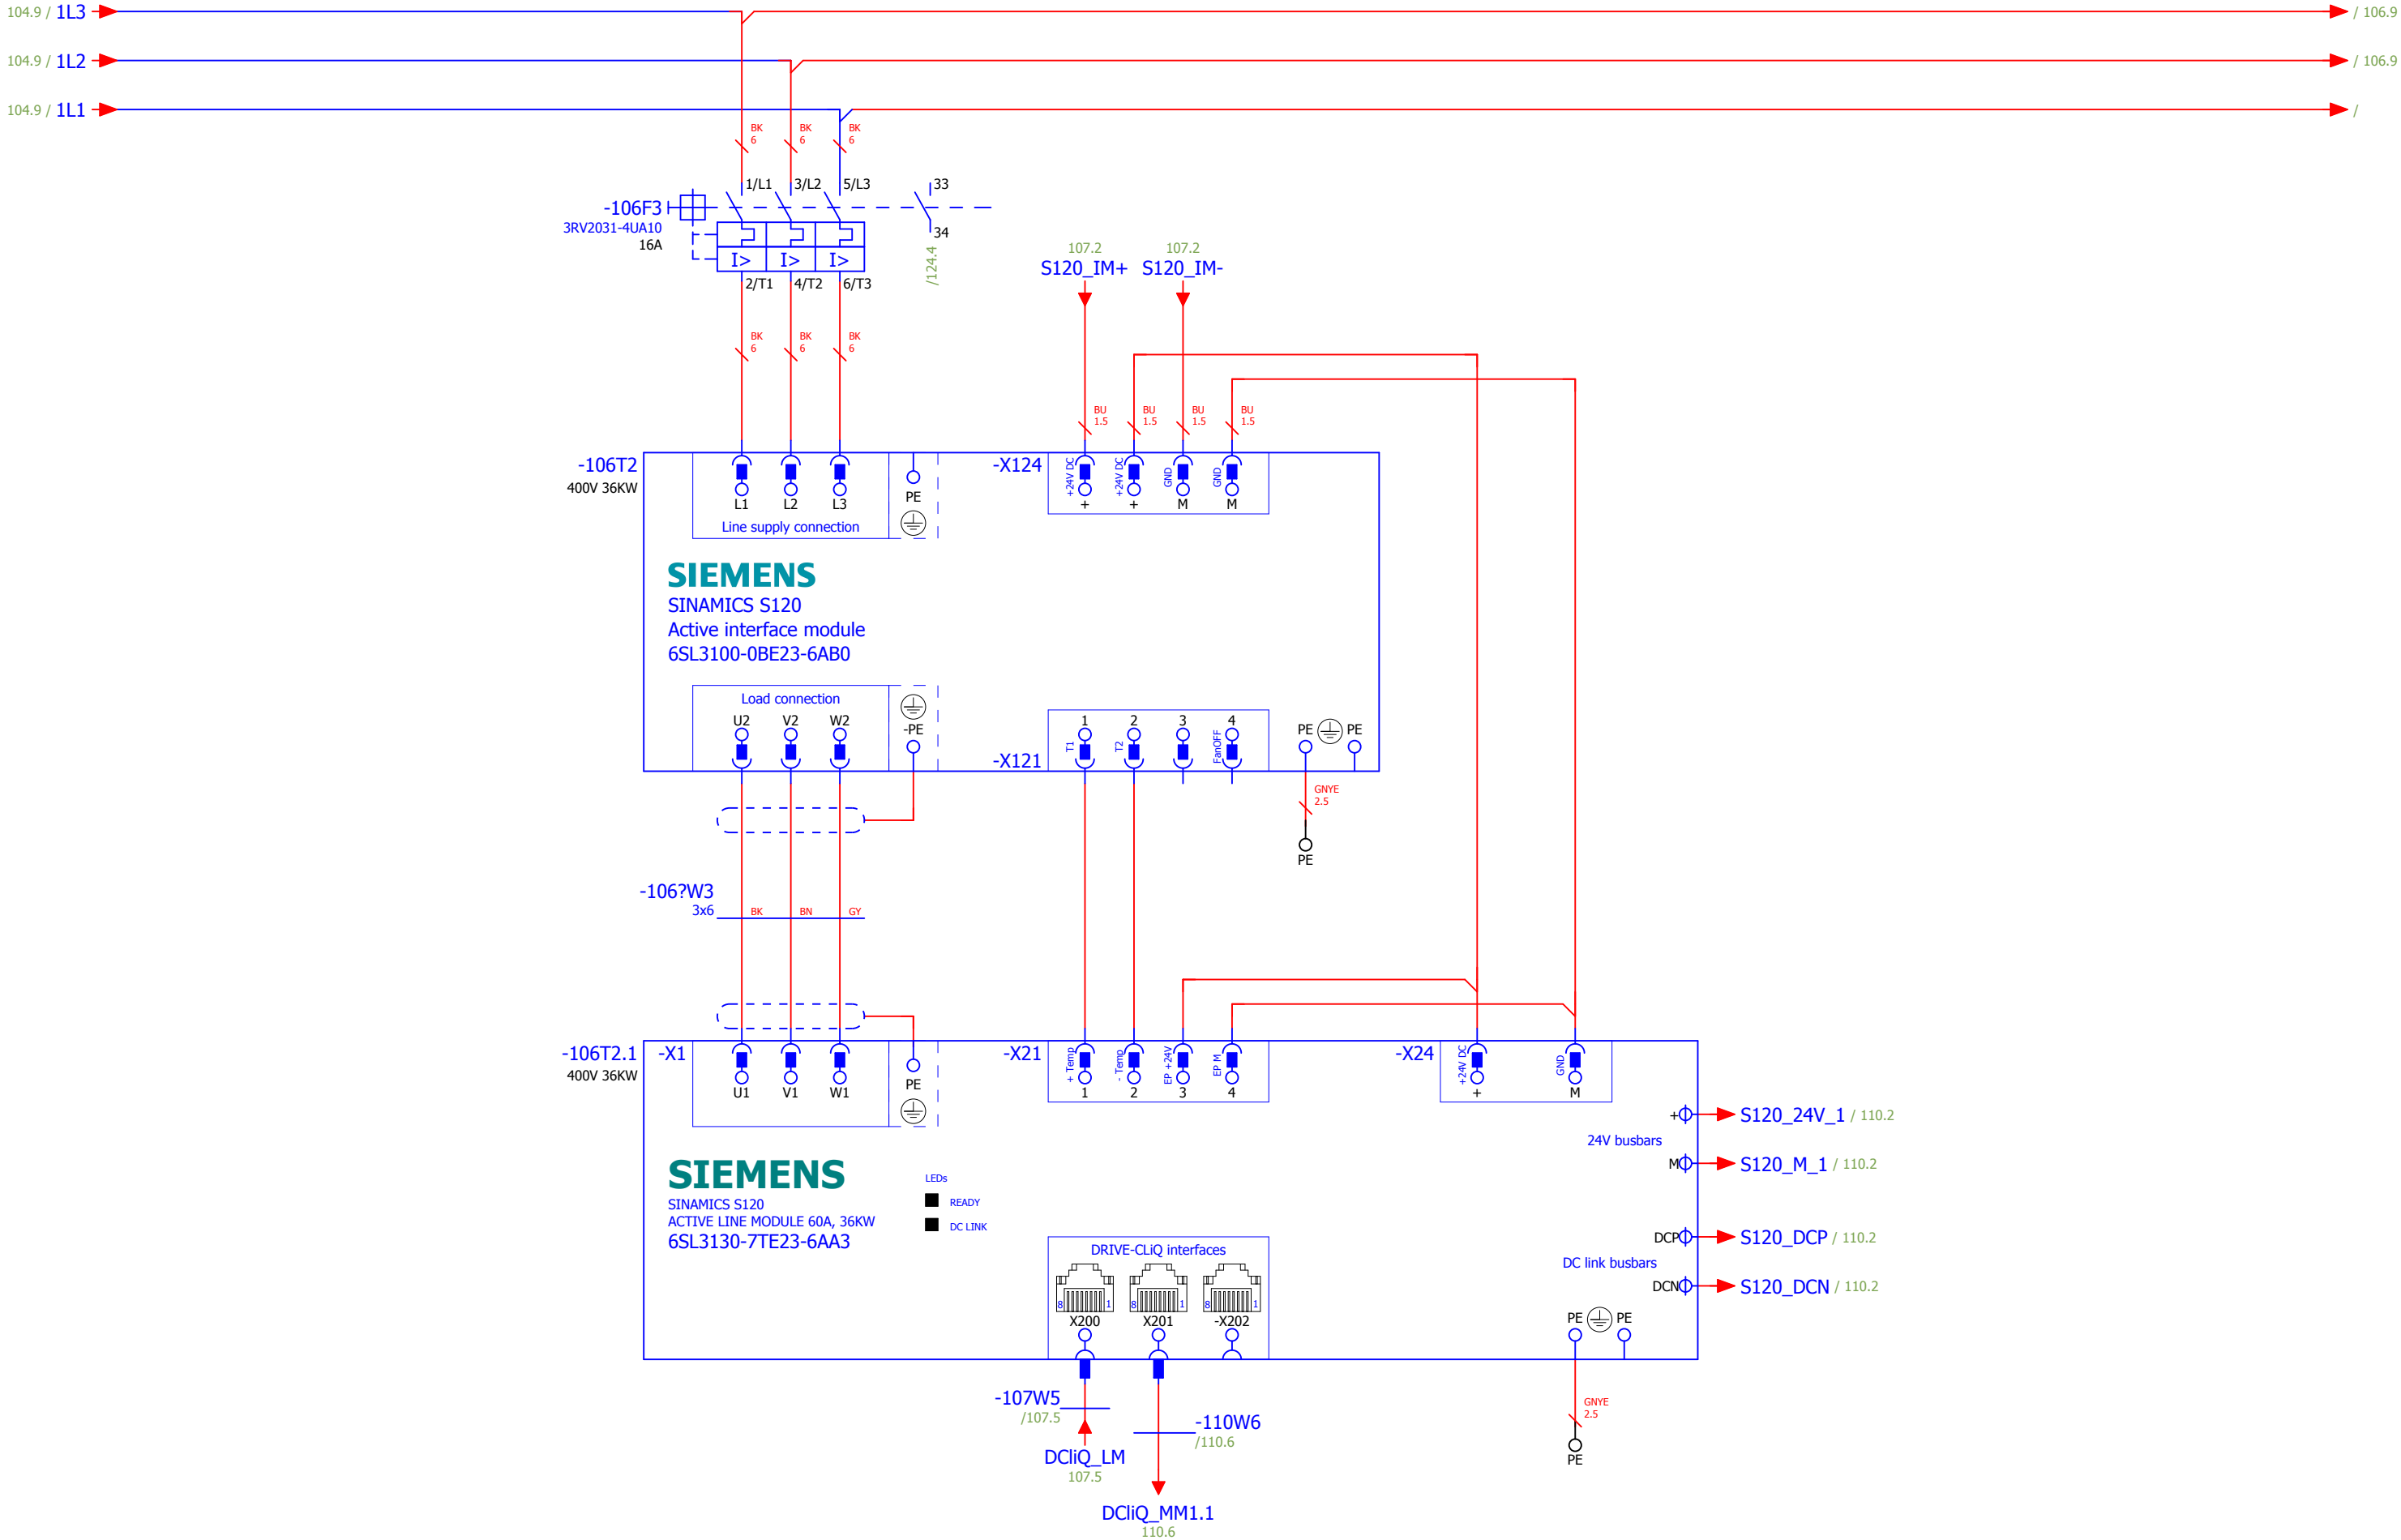 104.9 / 1L3
/ 106.9
104.9 / 1L2
/ 106.9
104.9 / 1L1
/
BK
6
BK
6
BK
6
1/L1
3/L2
5/L3
33
-106F3
3RV2031-4UA10
16A
34
I>
I>
I>
/124.4
2/T1
4/T2
6/T3
107.2
107.2
S120_IM+
S120_IM-
BK
6
BK
6
BK
6
BU
1.5
BU
1.5
BU
1.5
BU
1.5
-106T2
400V 36KW
L1
L2
L3
PE
Line supply connection
-X124
+24V DC
+24V DC
GND
GND
+
+
M
M
SIEMENS
SINAMICS S120
Active interface module
6SL3100-0BE23-6AB0
Load connection
U2
V2
W2
-PE
-X121
1
2
3
4
T1
T2
FanOFF
PE
PE
GNYE
2.5
PE
-106?W3
3x6
BK
BN
GY
-106T2.1
400V 36KW
-X1
U1
V1
W1
PE
-X21
+ Temp
- Temp
EP +24V
EP M
1
2
3
4
-X24
+24V DC
GND
+
M
+
S120_24V_1 / 110.2
24V busbars
M
S120_M_1 / 110.2
SIEMENS
SINAMICS S120
ACTIVE LINE MODULE 60A, 36KW
6SL3130-7TE23-6AA3
LEDs
READY
DC LINK
DCP
S120_DCP / 110.2
DC link busbars
DCN
S120_DCN / 110.2
DRIVE-CLiQ interfaces
8
1
8
1
8
1
X200
X201
-X202
PE
PE
-107W5
/107.5
-110W6
/110.6
GNYE
2.5
PE
DCliQ_LM
107.5
DCliQ_MM1.1
110.6